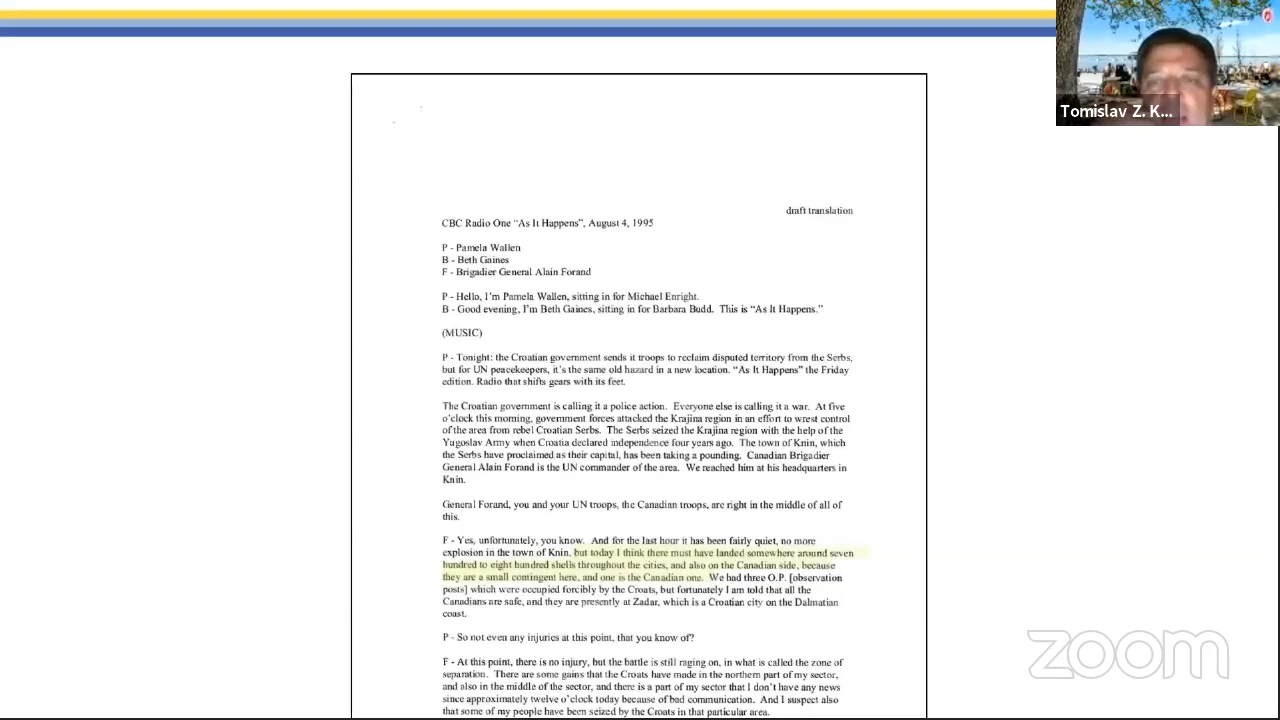 Tomislav Z. K...
draft translation
CBC Radio One “As It Happens”, August 4, 1995
P - Pamela Wallen
B - Beth Gaines
F - Brigadier General Alain Forand
P - Hello, I’m Pamela Wallen, sitting in for Michael Enright.
B - Good evening, I’m Beth Gaines, sitting in for Barbara Budd. This is “As It Happens.”
(MUSIC)
P - Tonight: the Croatian government sends it troops to reclaim disputed territory from the Serbs,
but for UN peacekeepers, it’s the same old hazard in a new location. “As It Happens” the Friday
edition. Radio that shifts gears with its feet.
The Croatian government is calling it a police action. Everyone else is calling it a war. At five
o’clock this morning, government forces attacked the Krajina region in an effort to wrest control
of the area from rebel Croatian Serbs. The Serbs seized the Krajina region with the help of the
Yugoslav Army when Croatia declared independence four years ago. The town of Knin, which
the Serbs have proclaimed as their capital, has been taking a pounding. Canadian Brigadier
General Alain Forand is the UN commander of the area. We reached him at his headquarters in
Knin.
General Forand, you and your UN troops, the Canadian troops, are right in the middle of all of
this.
F - Yes, unfortunately, you know. And for the last hour it has been fairly quiet, no more
explosion in the town of Knin, but today I think there must have landed somewhere around seven
hundred to eight hundred shells throughout the cities, and also on the Canadian side, because
they are a small contingent here, and one is the Canadian one. We had three O.P. [observation
posts] which were occupied forcibly by the Croats, but fortunately I am told that all the
Canadians are safe, and they are presently at Zadar, which is a Croatian city on the Dalmatian
coast.
P - So not even any injuries at this point, that you know of?
F - At this point, there is no injury, but the battle is still raging on, in what is called the zone of
separation. There are some gains that the Croats have made in the northern part of my sector,
and also in the middle of the sector, and there is a part of my sector that I don’t have any news
since approximately twelve o’clock today because of bad communication. And I suspect also
that some of my people have been seized by the Croats in that particular area.
zoom